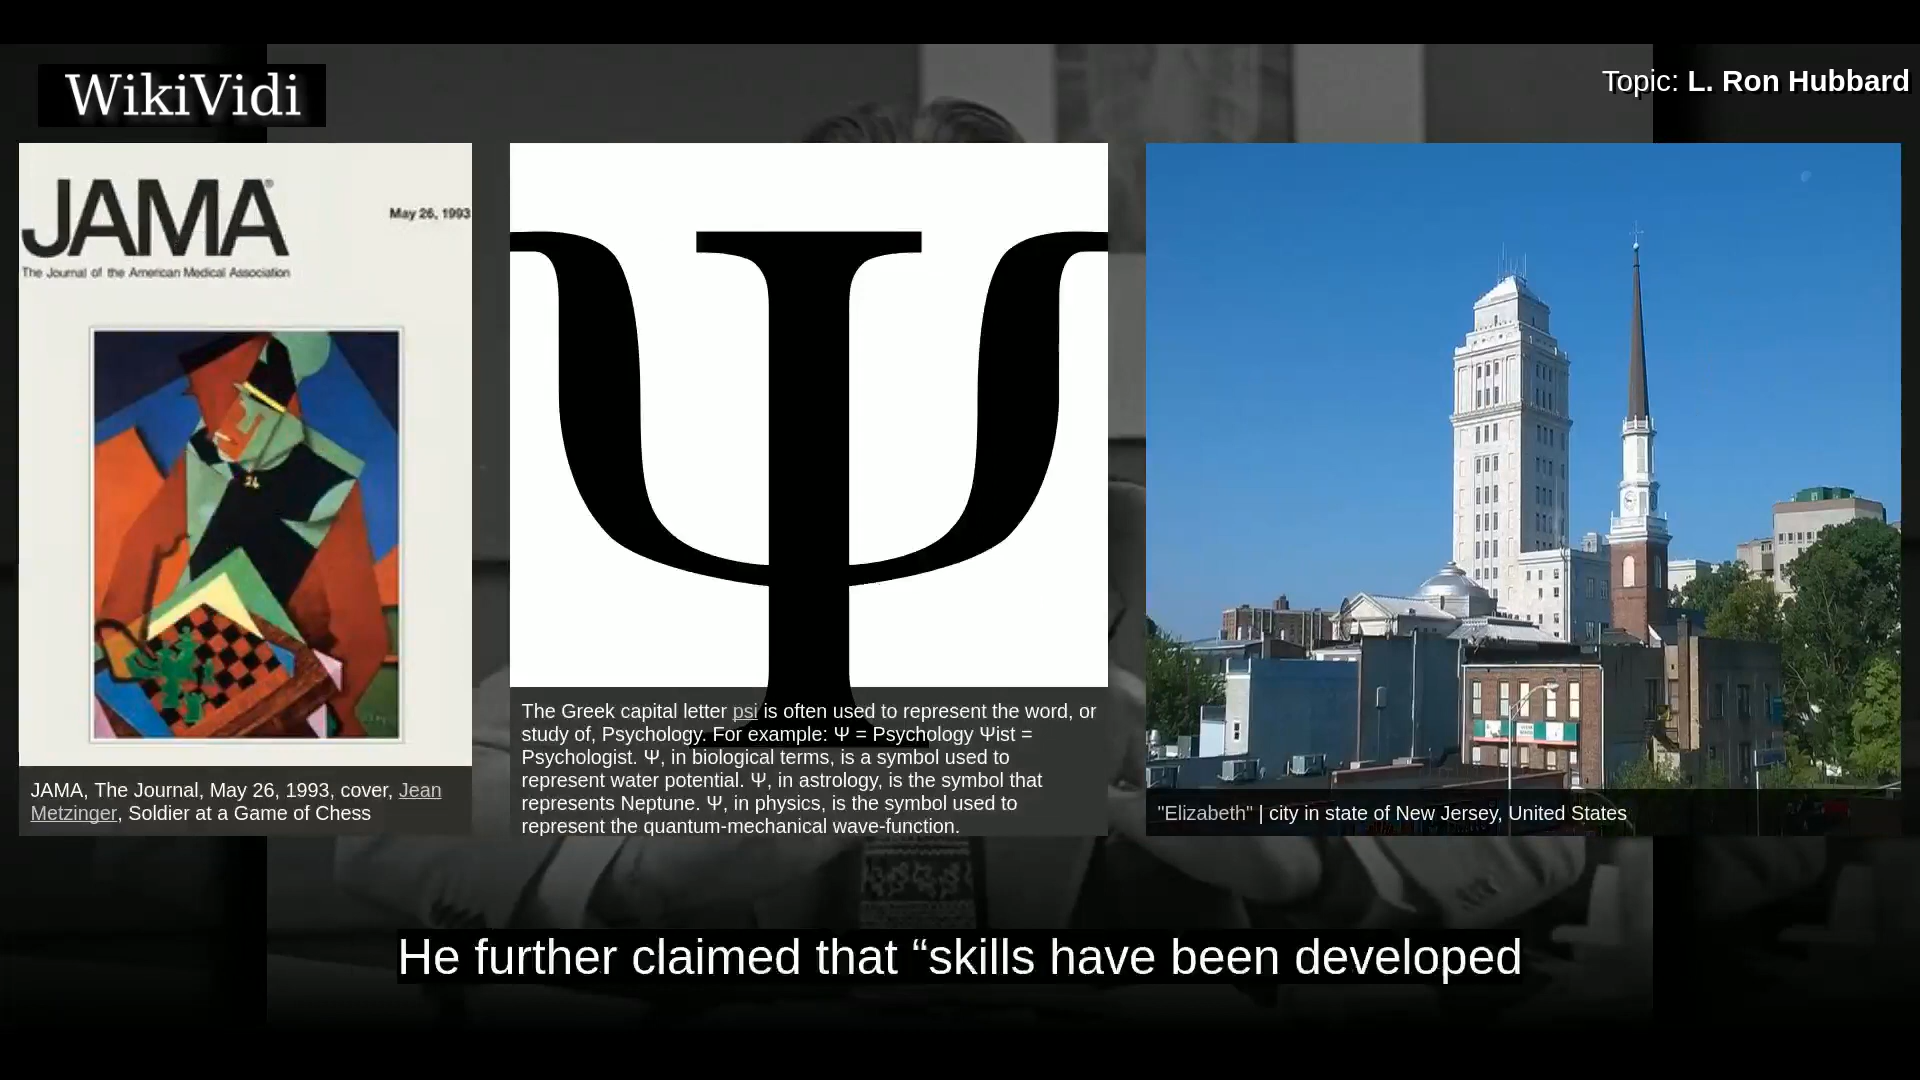 WikiVidi
Topic: L. Ron Hubbard
JAMA
May 26, 1993
The Journal of the American Medical Association
JAMA, The Journal, May 26, 1993, cover, Jean
Metzinger, Soldier at a Game of Chess
The Greek capital letter psi is often used to represent the word, or
study of, Psychology. For example: Ψ = Psychology Ψist =
Psychologist. Ψ, in biological terms, is a symbol used to
represent water potential. Ψ, in astrology, is the symbol that
represents Neptune. Ψ, in physics, is the symbol used to
represent the quantum-mechanical wave-function.
"Elizabeth" | city in state of New Jersey, United States
He further claimed that “skills have been developed